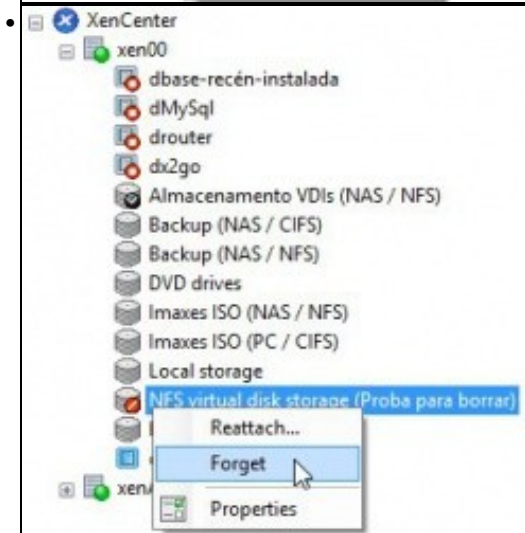 XenCenter
xen00
dbase-recén-instalada
dMySql
drouter
dx2go
Almacenamento VDIs (NAS / NFS)
Backup (NAS / CIFS)
Backup (NAS / NFS)
DVD drives
Imaxes ISO (NAS / NFS)
Imaxes ISO (PC / CIFS)
Local storage
NFS virtual disk storage (Proba para borrar)
Reattach...
Forget
Properties